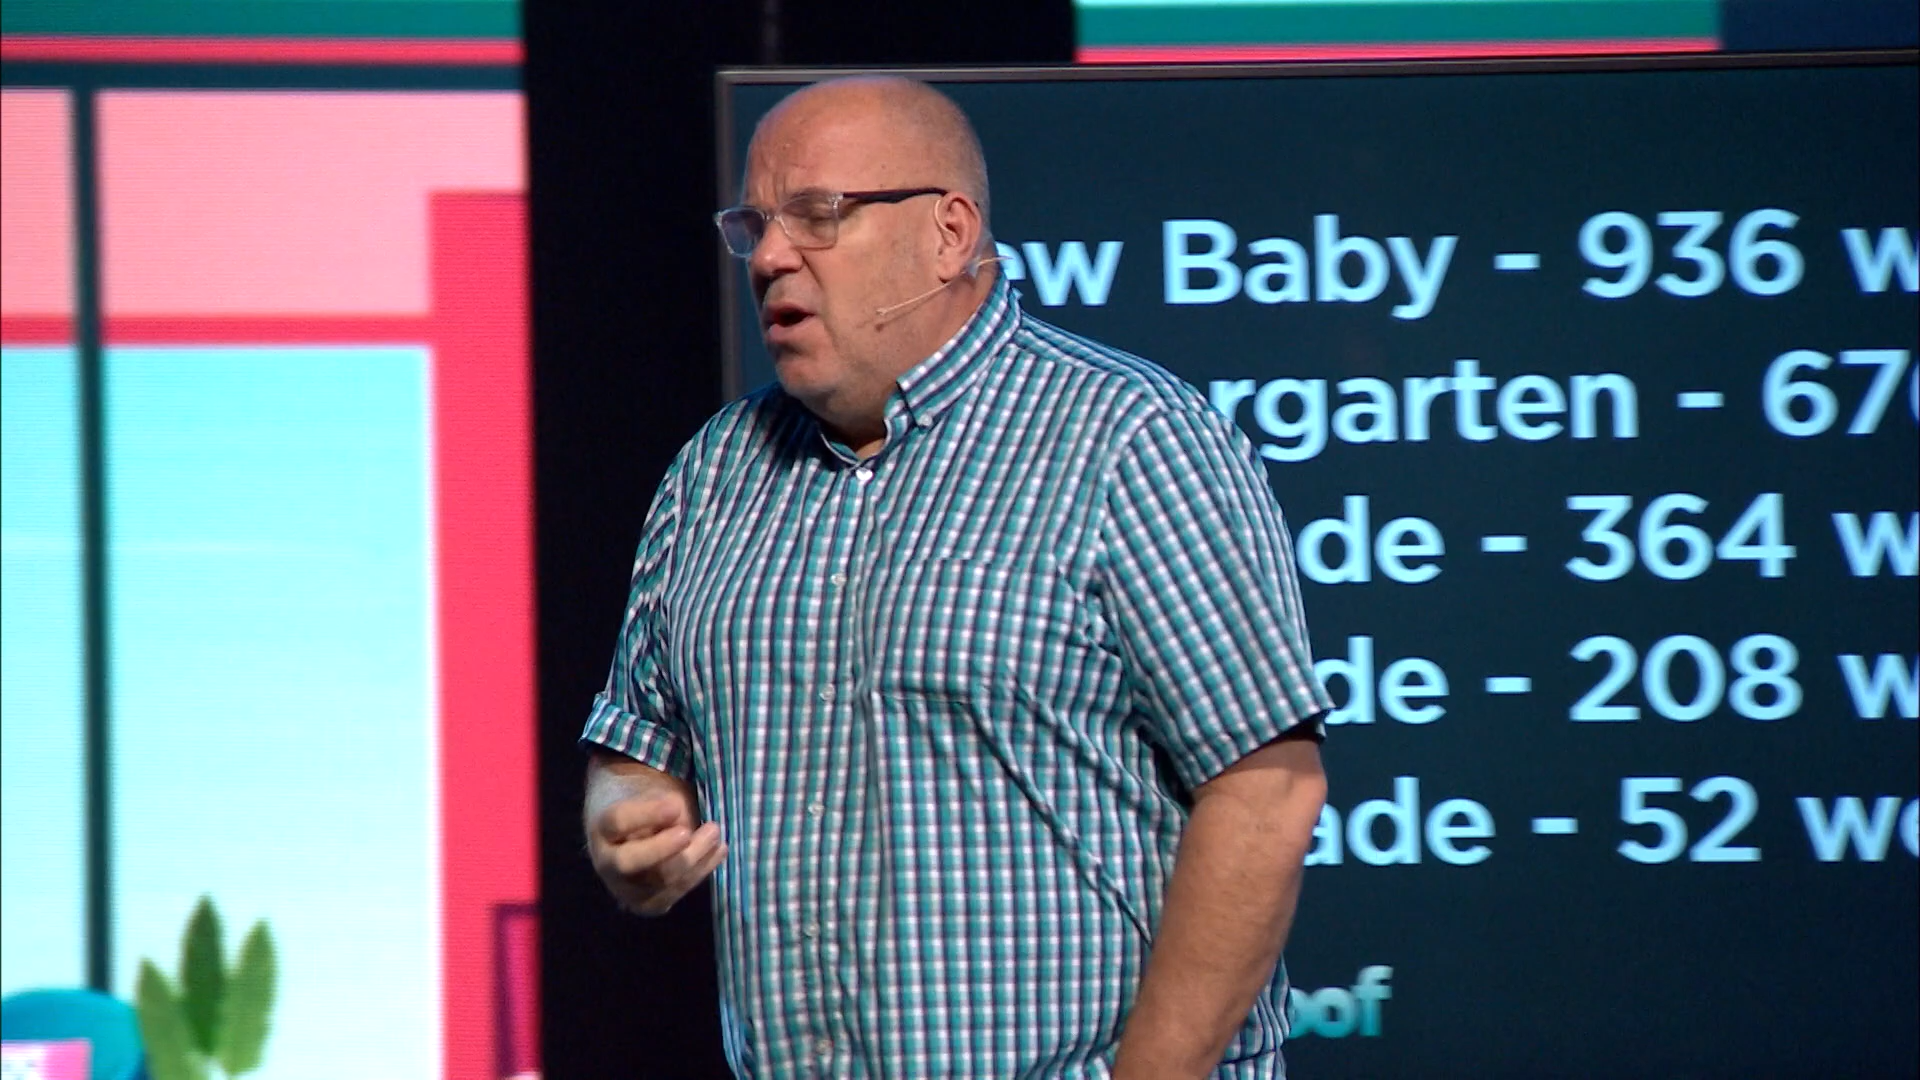 ew Baby - 936 w
rgarten - 67
de - 364 w
de - 208 w
ade - 52 we
oof